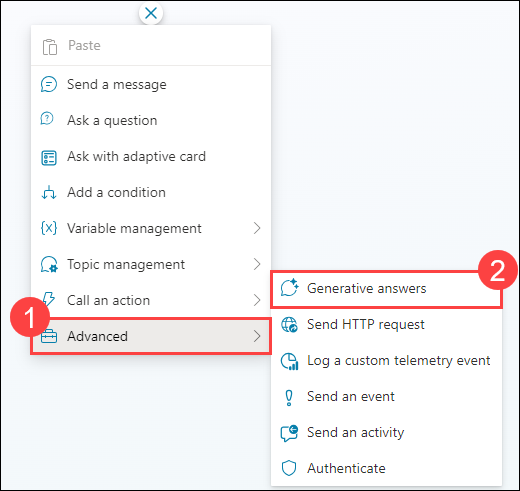 Paste
Send a message
Ask a question
Ask with adaptive card
Add a condition
{x} Variable management
Topic management
Call an action
1
Advanced
2
Generative answers
Send HTTP request
Log a custom telemetry event
Send an event
Send an activity
Authenticate